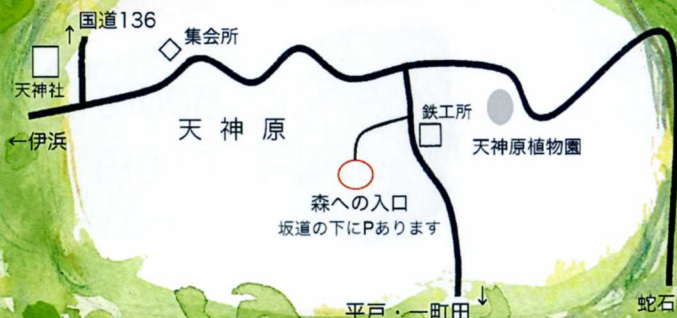 ↑国道136
集会所
天神社
鉄工所
←伊浜
天神原
天神原植物園
森への入口
坂道の下にPあります
平戸・一町田↓
蛇石